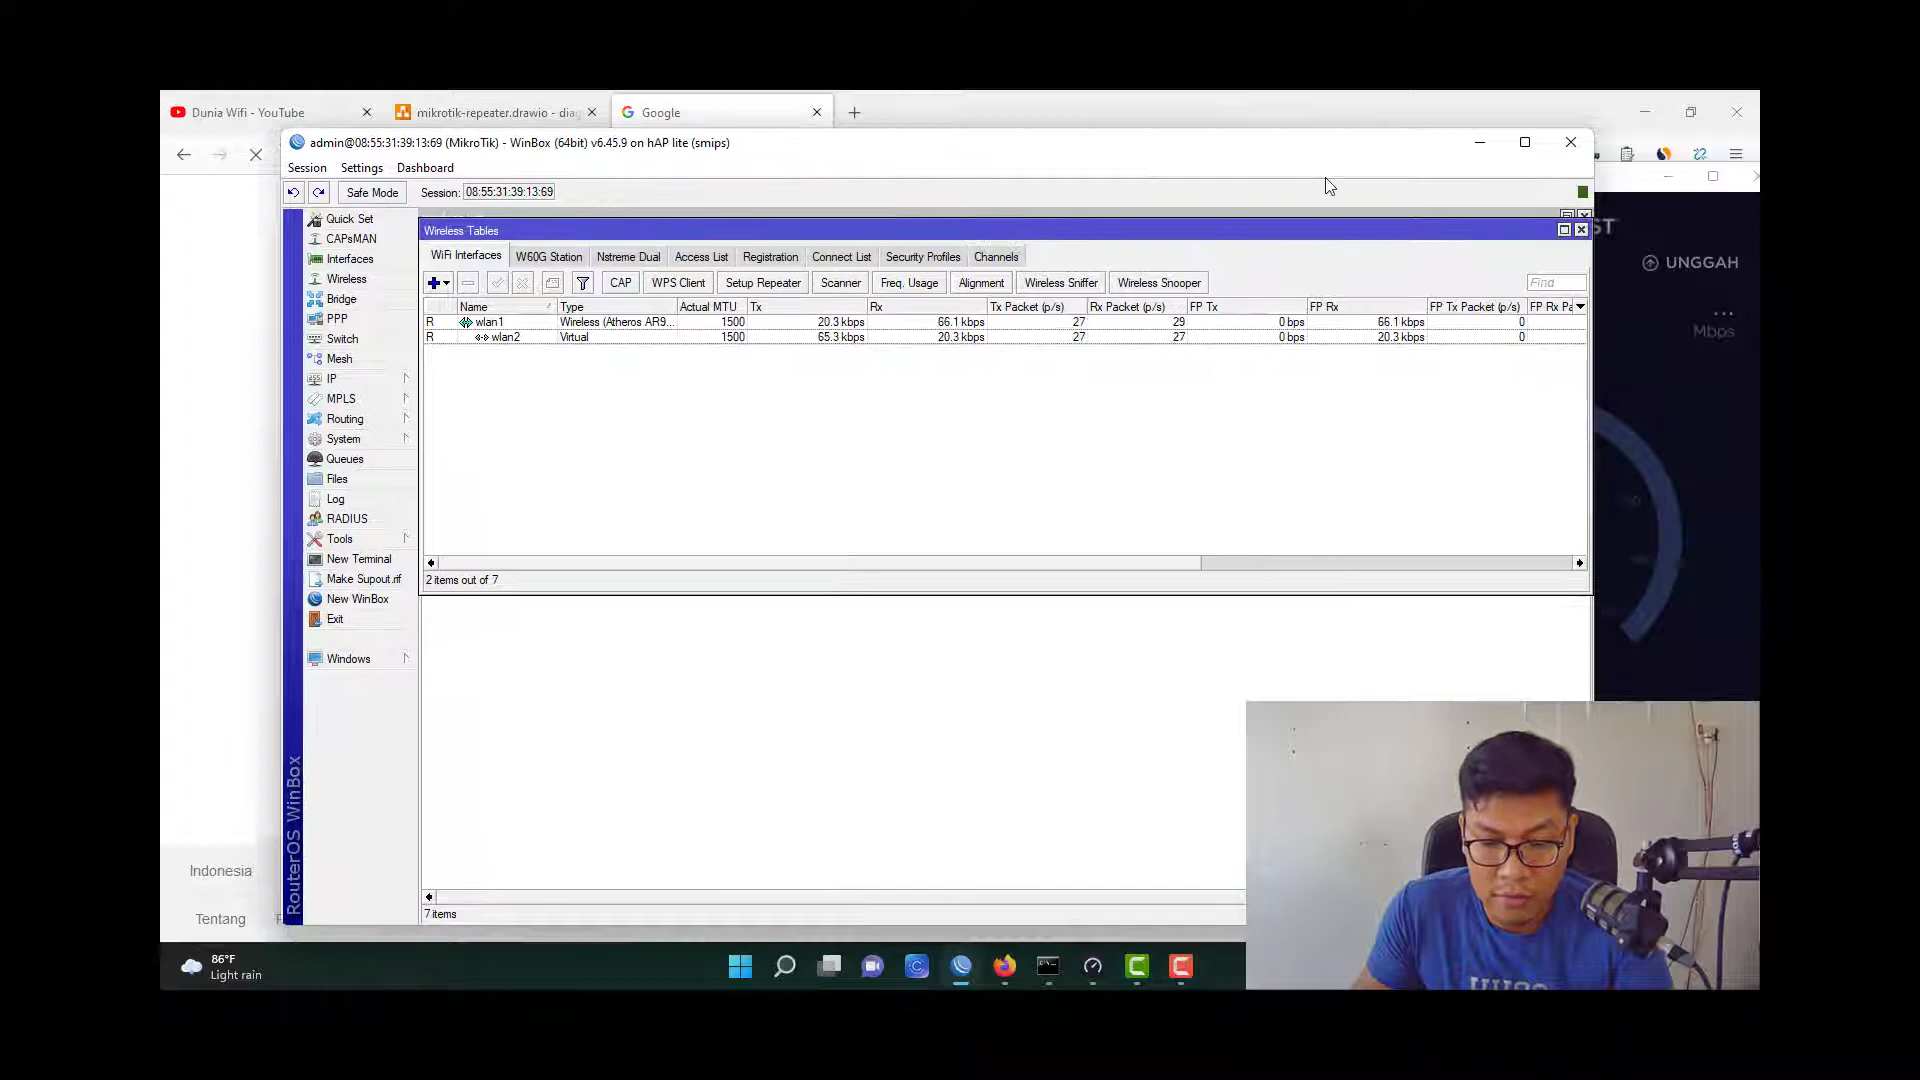 Dunia Wifi - YouTube
mikrotik-repeater.drawio - diag
Google
admin@08:55:31:39:13:69 (MikroTik) - WinBox (64bit) v6.45.9 on hAP lite (smips)
Session Settings Dashboard
Safe Mode Session: 08:55:31:39:13:69
Quick Set
CAPsMAN
Interfaces
Wireless
Bridge
PPP
Switch
Mesh
IP
MPLS
Routing
System
Queues
Files
Log
RADIUS
Tools
New Terminal
Make Supout.rif
New WinBox
Exit
Windows
RouterOS WinBox
Wireless Tables
WiFi Interfaces W60G Station Nstreme Dual Access List Registration Connect List Security Profiles Channels
CAP WPS Client Setup Repeater Scanner Freq. Usage Alignment Wireless Sniffer Wireless Snooper Find
Name Type Actual MTU Tx Rx Tx Packet (p/s) Rx Packet (p/s) FP Tx FP Rx FP Tx Packet (p/s) FP Rx Pa
R wlan1 Wireless (Atheros AR9... 1500 20.3 kbps 66.1 kbps 27 29 0 bps 66.1 kbps 0
R wlan2 Virtual 1500 65.3 kbps 20.3 kbps 27 27 0 bps 20.3 kbps 0
2 items out of 7
7 items
ST
UNGGAH
...
Mbps
Indonesia
Tentang
86°F
Light rain